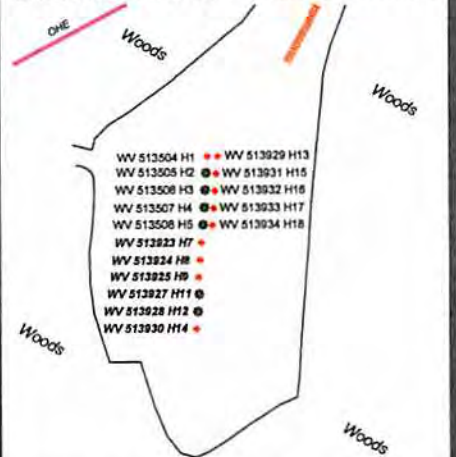 OHE
Woods
Woods
WV 513504 H1 WV 513929 H13
WV 513505 H2 WV 513931 H15
WV 513506 H3 WV 513932 H16
WV 513507 H4 WV 513933 H17
WV 513508 H5 WV 513934 H18
WV 513923 H7
WV 513924 H8
WV 513925 H9
WV 513927 H11
WV 513928 H12
WV 513930 H14
Woods
Woods